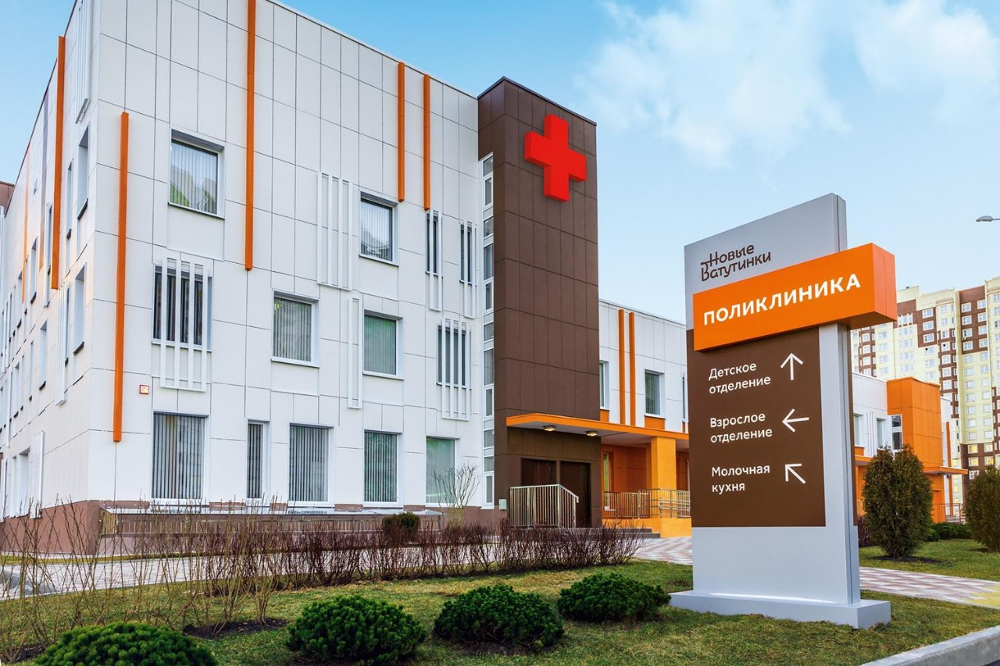 Новые
Ватутинки
ПОЛИКЛИНИКА
Детское
отделение
Взрослое
отделение
Молочная
кухня